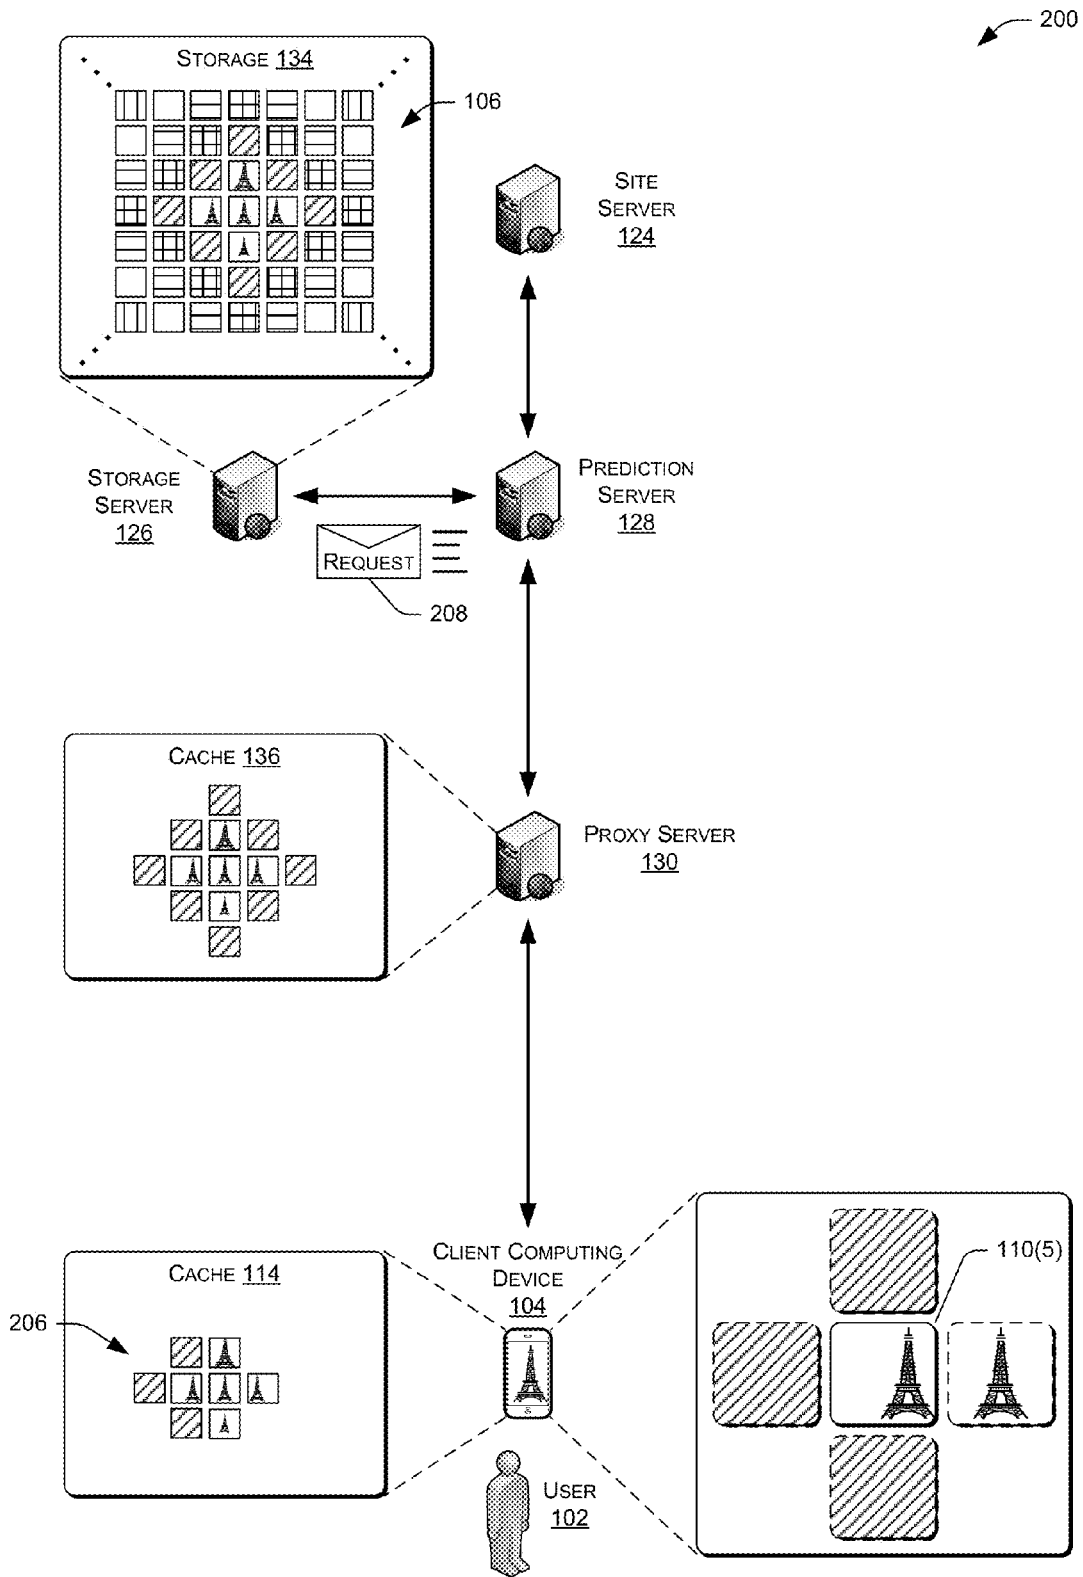 200
STORAGE 134
106
SITE
SERVER
124
STORAGE
SERVER
126
PREDICTION
SERVER
128
REQUEST
208
CACHE 136
PROXY SERVER
130
CLIENT COMPUTING
DEVICE
104
110(5)
CACHE 114
206
USER
102